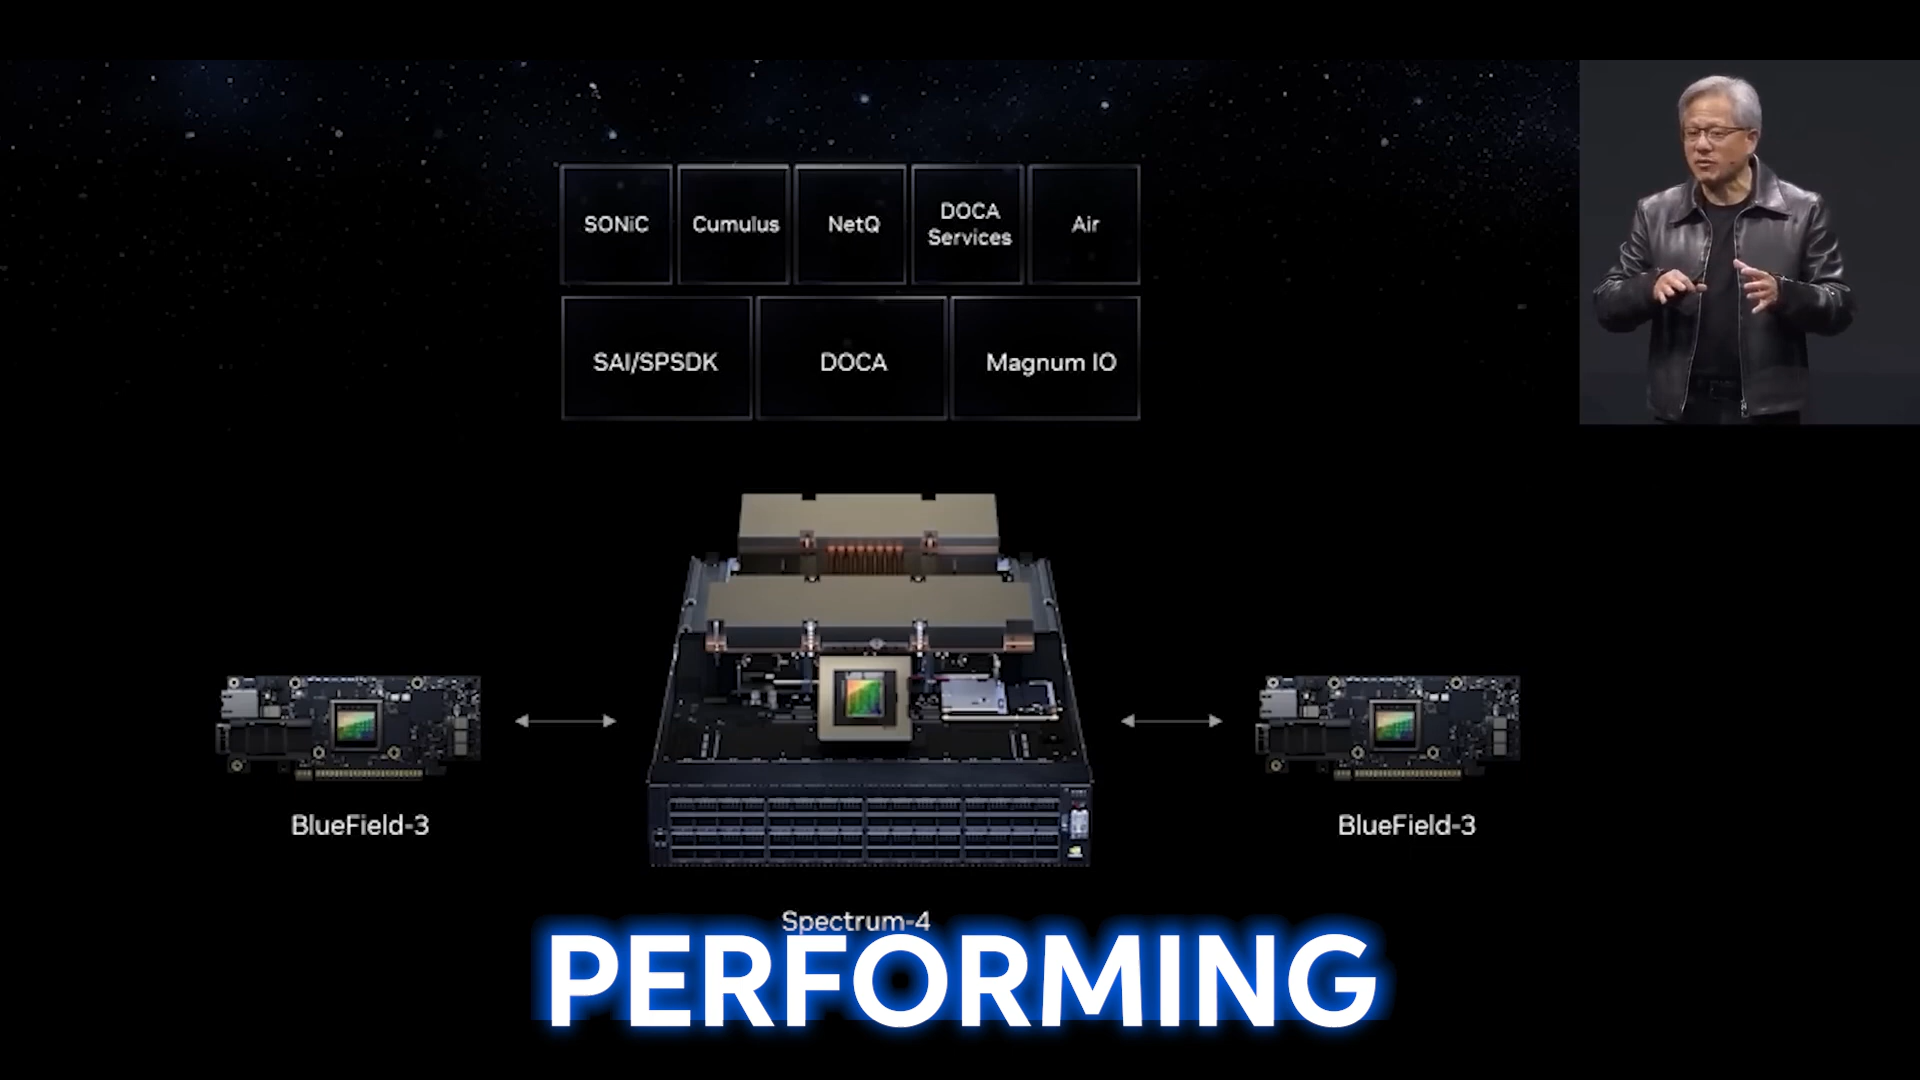 SONiC
Cumulus
NetQ
DOCA
Services
Air
SAI/SPSDK
DOCA
Magnum IO
BlueField-3
BlueField-3
Spectrum-4
PERFORMING